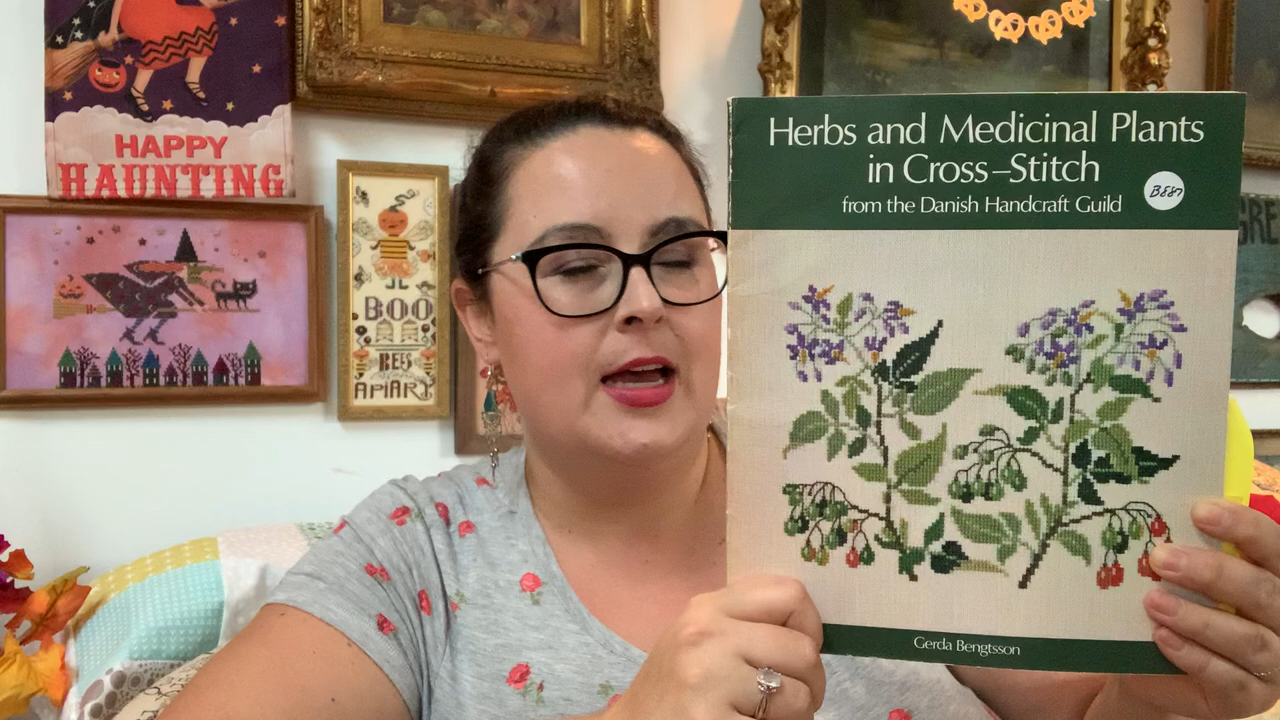 HAPPY
HAUNTING
BOO
BEES
APIARY
Herbs and Medicinal Plants
in Cross-Stitch
from the Danish Handcraft Guild
B887
Gerda Bengtsson
GRE